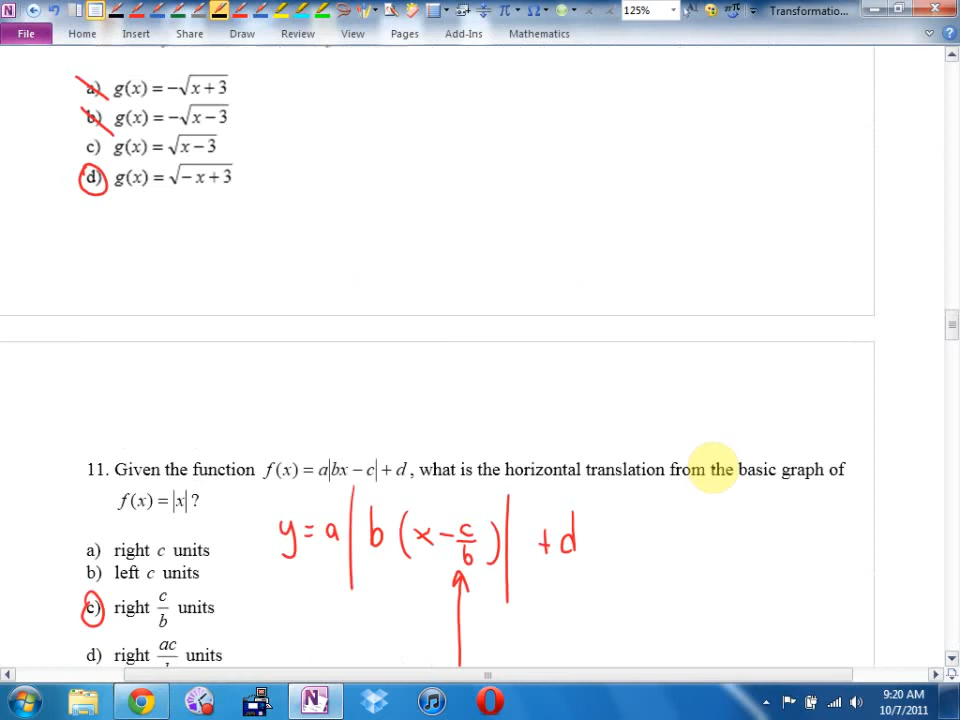 125%
Transformatio...
File Home Insert Share Draw Review View Pages Add-Ins Mathematics
a) g(x) = −√(x + 3)
b) g(x) = −√(x − 3)
c) g(x) = √(x − 3)
d) g(x) = √(− x + 3)
11. Given the function f(x) = a|bx − c| + d, what is the horizontal translation from the basic graph of
f(x) = |x| ?
y = a | b (x − c/b) | + d
a) right c units
b) left c units
c) right c/b units
d) right ac/ units
9:20 AM
10/7/2011